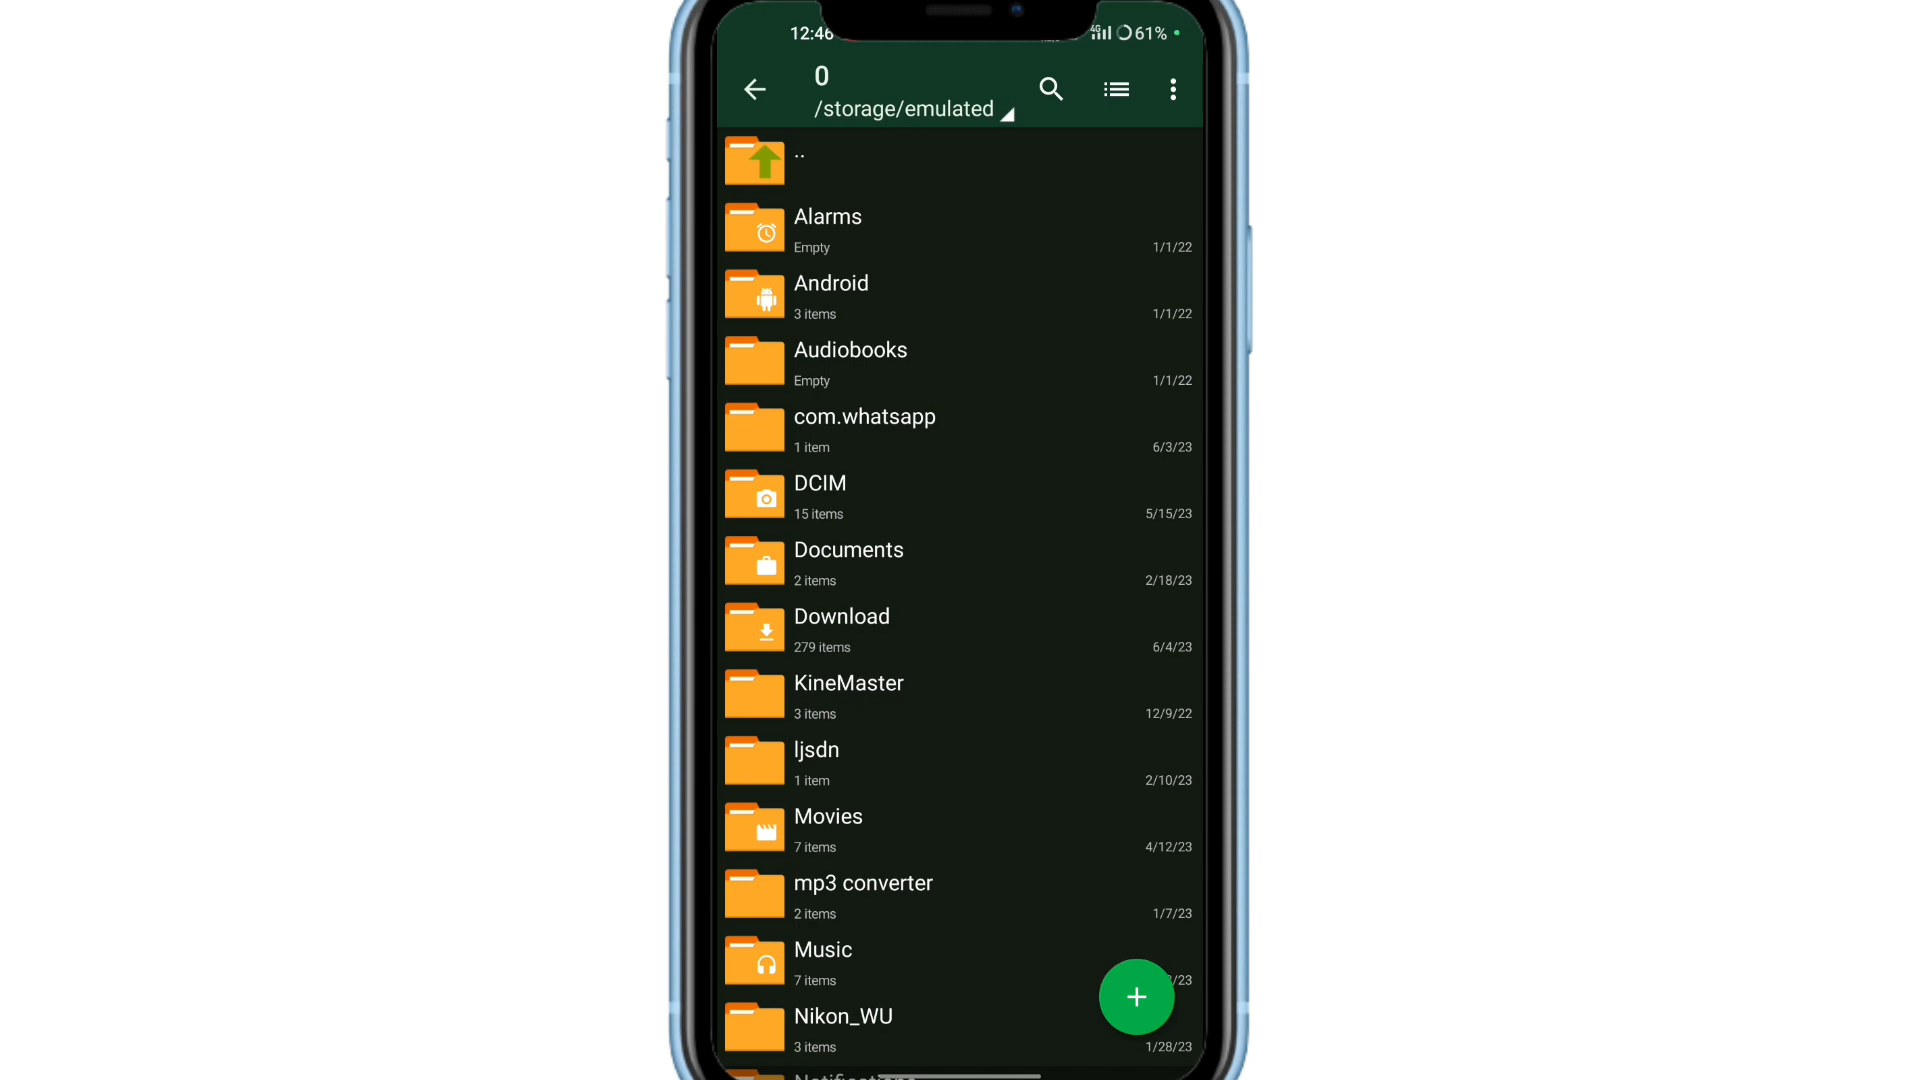 12:46
4G 61%
0
/storage/emulated
..
Alarms
Empty 1/1/22
Android
3 items 1/1/22
Audiobooks
Empty 1/1/22
com.whatsapp
1 item 6/3/23
DCIM
15 items 5/15/23
Documents
2 items 2/18/23
Download
279 items 6/4/23
KineMaster
3 items 12/9/22
ljsdn
1 item 2/10/23
Movies
7 items 4/12/23
mp3 converter
2 items 1/7/23
Music
7 items /23
Nikon_WU
3 items 1/28/23
Notifications